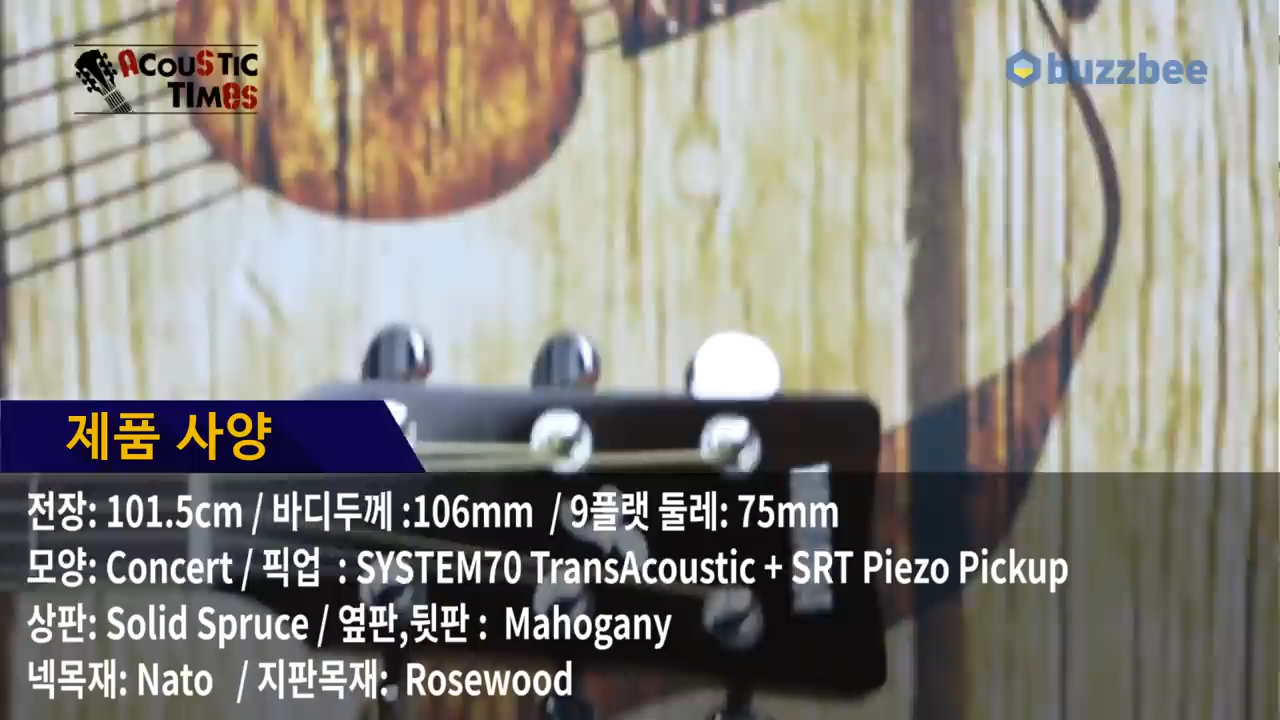 ACOUSTIC
TIMES
buzzbee
제품 사양
전장: 101.5cm / 바디두께 :106mm / 9플랫 둘레: 75mm
모양: Concert / 픽업 : SYSTEM70 TransAcoustic + SRT Piezo Pickup
상판: Solid Spruce / 옆판,뒷판 : Mahogany
넥목재: Nato / 지판목재: Rosewood